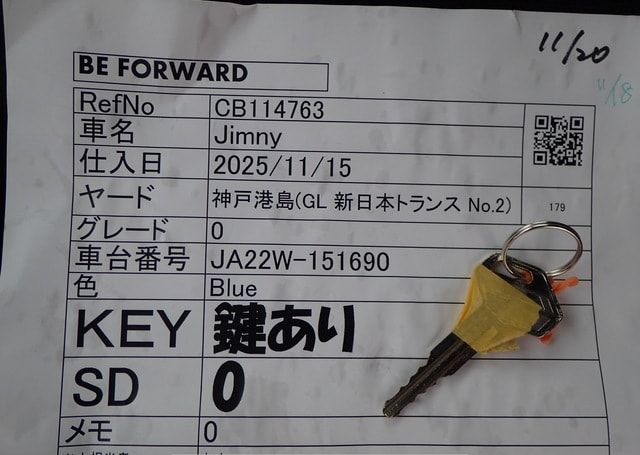 11/20
11/18
BE FORWARD
RefNo CB114763
車名 Jimny
仕入日 2025/11/15
ヤード 神戸港島(GL 新日本トランス No.2)
179
グレード 0
車台番号 JA22W-151690
色 Blue
KEY 鍵あり
SD 0
メモ 0